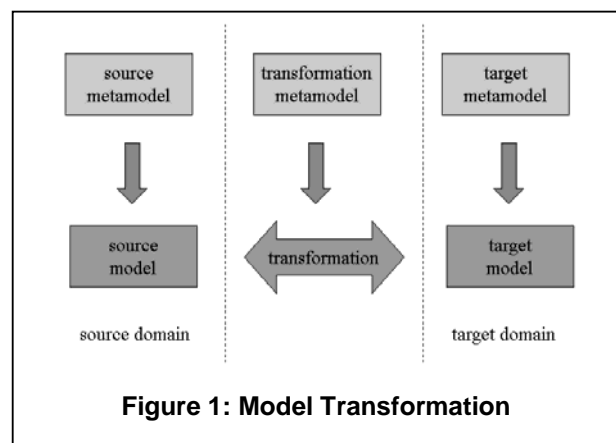 source
metamodel
transformation
metamodel
target
metamodel
source
model
transformation
target
model
source domain
target domain
Figure 1: Model Transformation